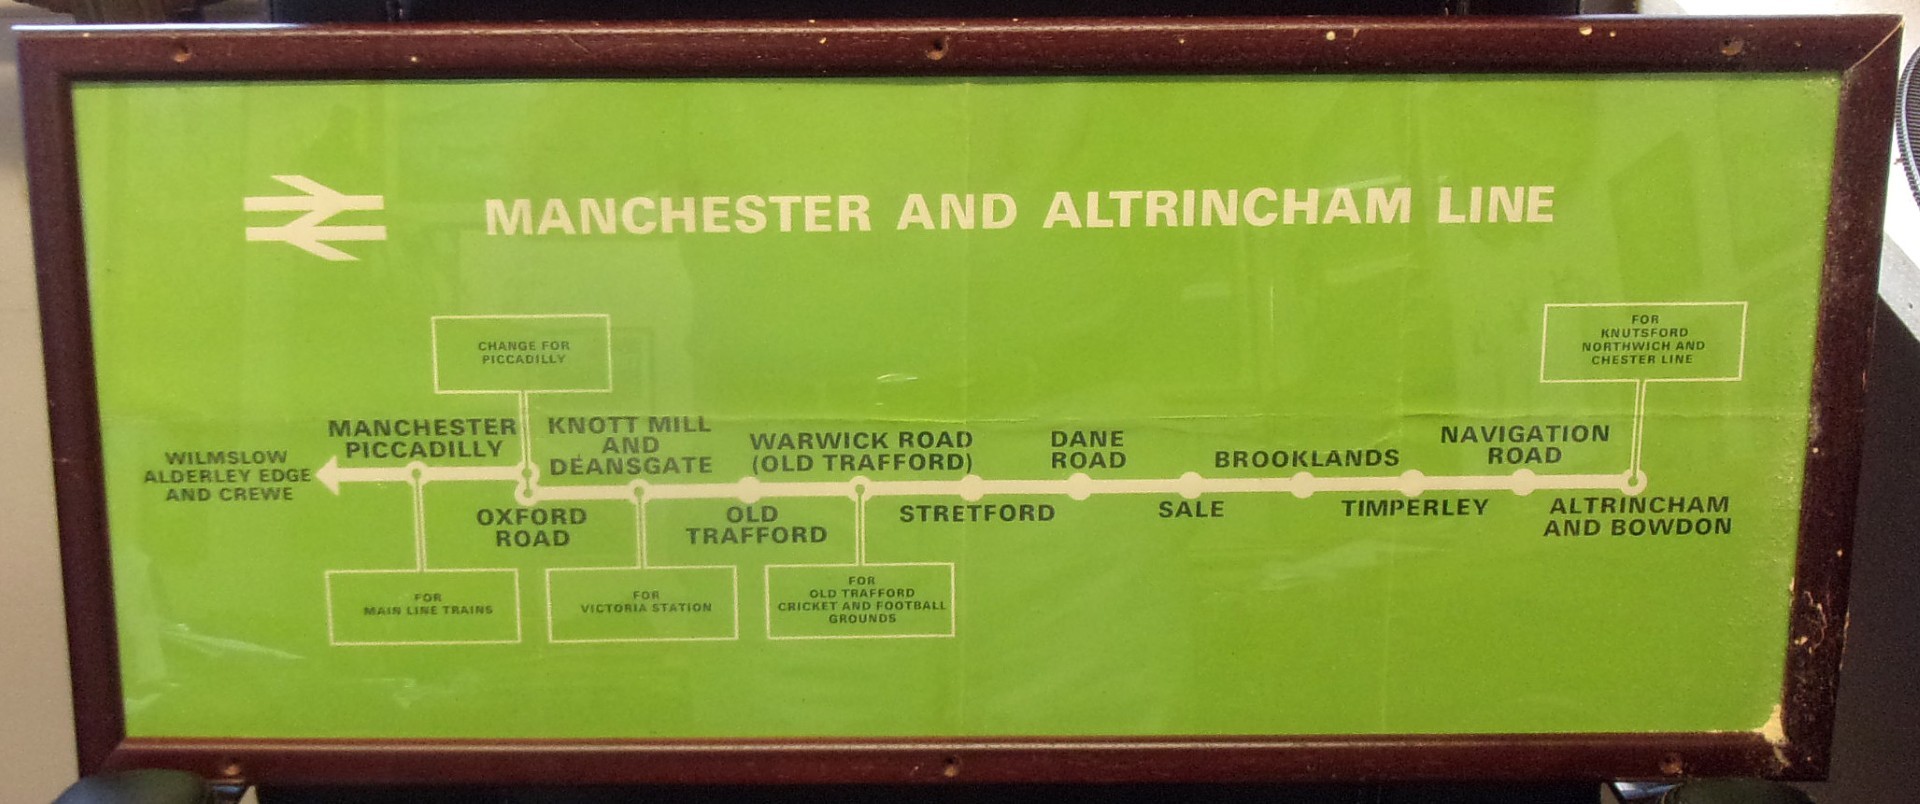 MANCHESTER AND ALTRINCHAM LINE
CHANGE FOR
PICCADILLY
FOR
KNUTSFORD
NORTHWICH AND
CHESTER LINE
WILMSLOW
ALDERLEY EDGE
AND CREWE
MANCHESTER
PICCADILLY
OXFORD
ROAD
KNOTT MILL
AND
DEANSGATE
OLD
TRAFFORD
WARWICK ROAD
(OLD TRAFFORD)
STRETFORD
DANE
ROAD
SALE
BROOKLANDS
TIMPERLEY
NAVIGATION
ROAD
ALTRINCHAM
AND BOWDON
FOR
MAIN LINE TRAINS
FOR
VICTORIA STATION
FOR
OLD TRAFFORD
CRICKET AND FOOTBALL
GROUNDS